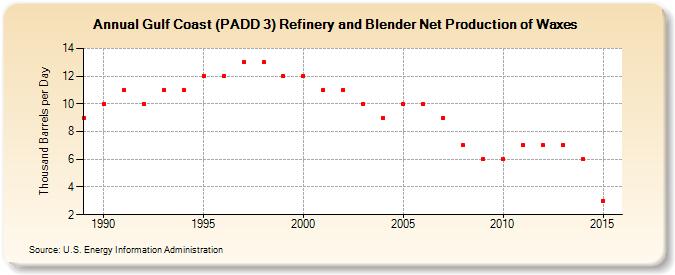 Annual Gulf Coast (PADD 3) Refinery and Blender Net Production of Waxes
Thousand Barrels per Day
14
12
10
8
6
4
2
1990 1995 2000 2005 2010 2015
Source: U.S. Energy Information Administration